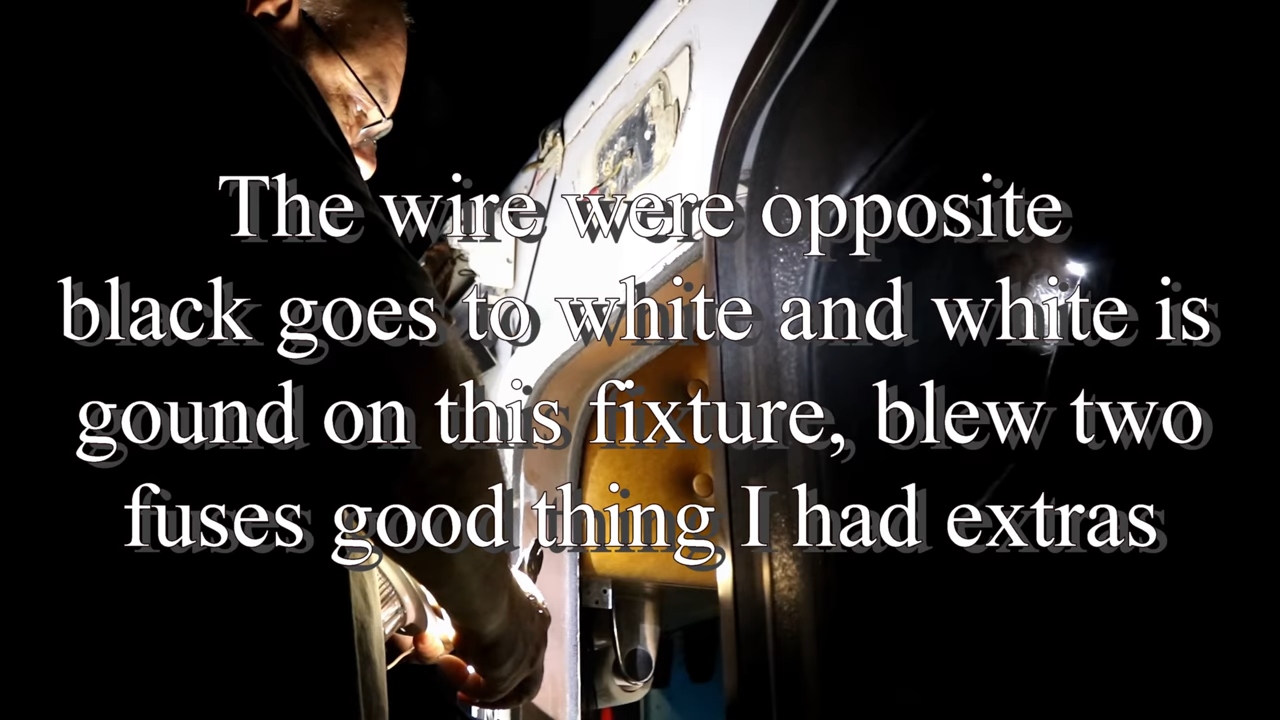 The wire were opposite
black goes to white and white is
gound on this fixture, blew two
fuses good thing I had extras